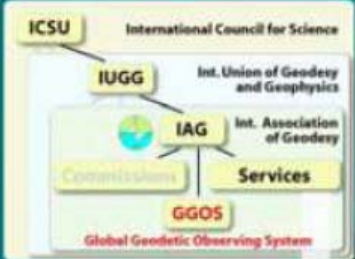 ICSU International Council for Science
IUGG Int. Union of Geodesy
and Geophysics
IAG Int. Association
of Geodesy
Commissions Services
GGOS
Global Geodetic Observing System